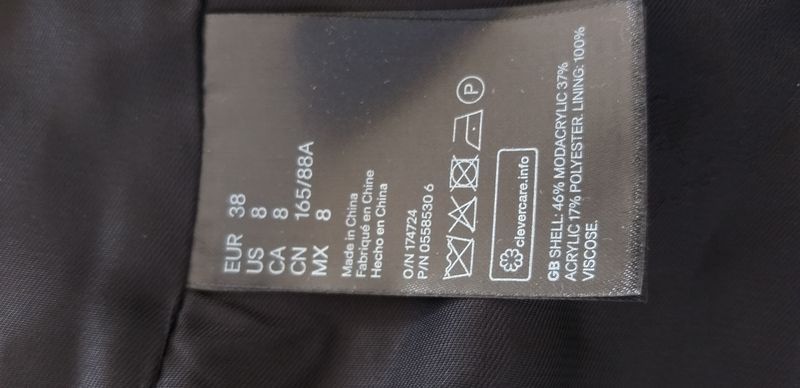 EUR 38
US 8
CA 8
CN 165/88A
MX 8
Made in China
Fabriqué en Chine
Hecho en China
O/N 174724
P/N 0558530 6
P
clevercare.info
GB SHELL: 46% MODACRYLIC 37%
ACRYLIC 17% POLYESTER. LINING: 100%
VISCOSE.